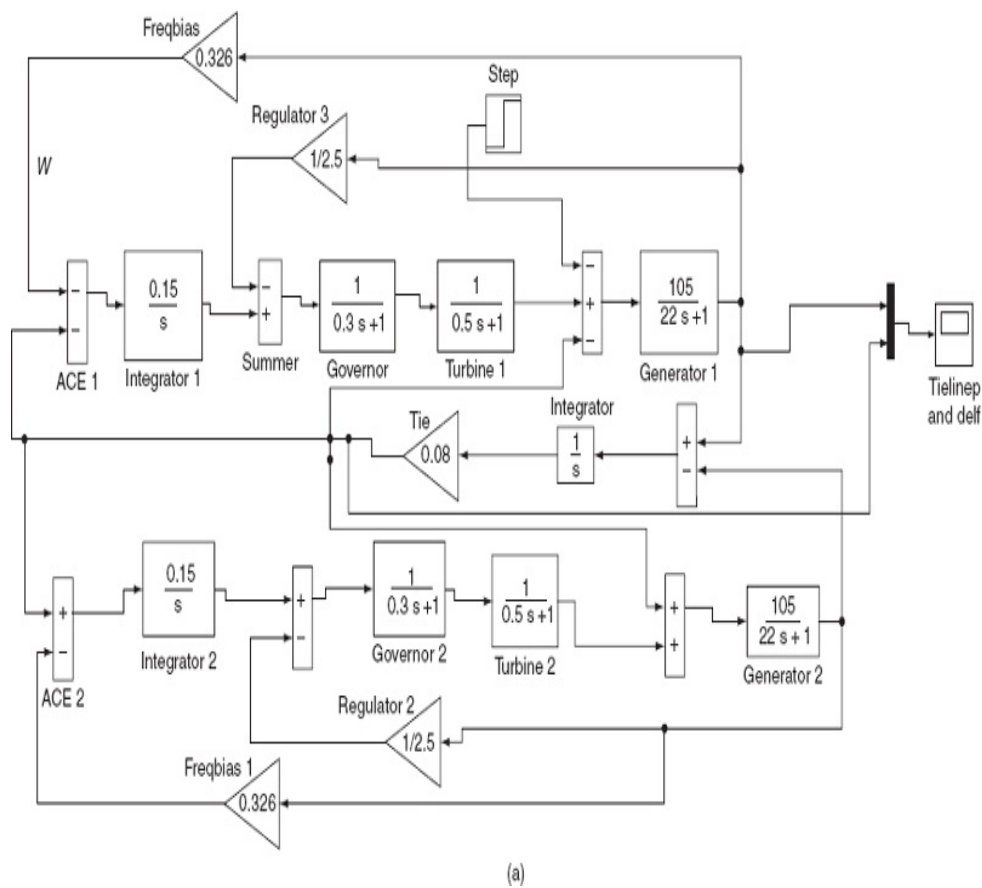 Freqbias
0.326
Step
Regulator 3
1/2.5
W
−
−
ACE 1
0.15
s
Integrator 1
−
+
Summer
1
0.3 s +1
Governor
1
0.5 s +1
Turbine 1
−
+
−
105
22 s +1
Generator 1
Tielinep
and delf
Tie
0.08
Integrator
1
s
+
−
+
−
ACE 2
0.15
s
Integrator 2
+
−
1
0.3 s +1
Governor 2
1
0.5 s +1
Turbine 2
+
+
105
22 s + 1
Generator 2
Regulator 2
1/2.5
Freqbias 1
0.326
(a)